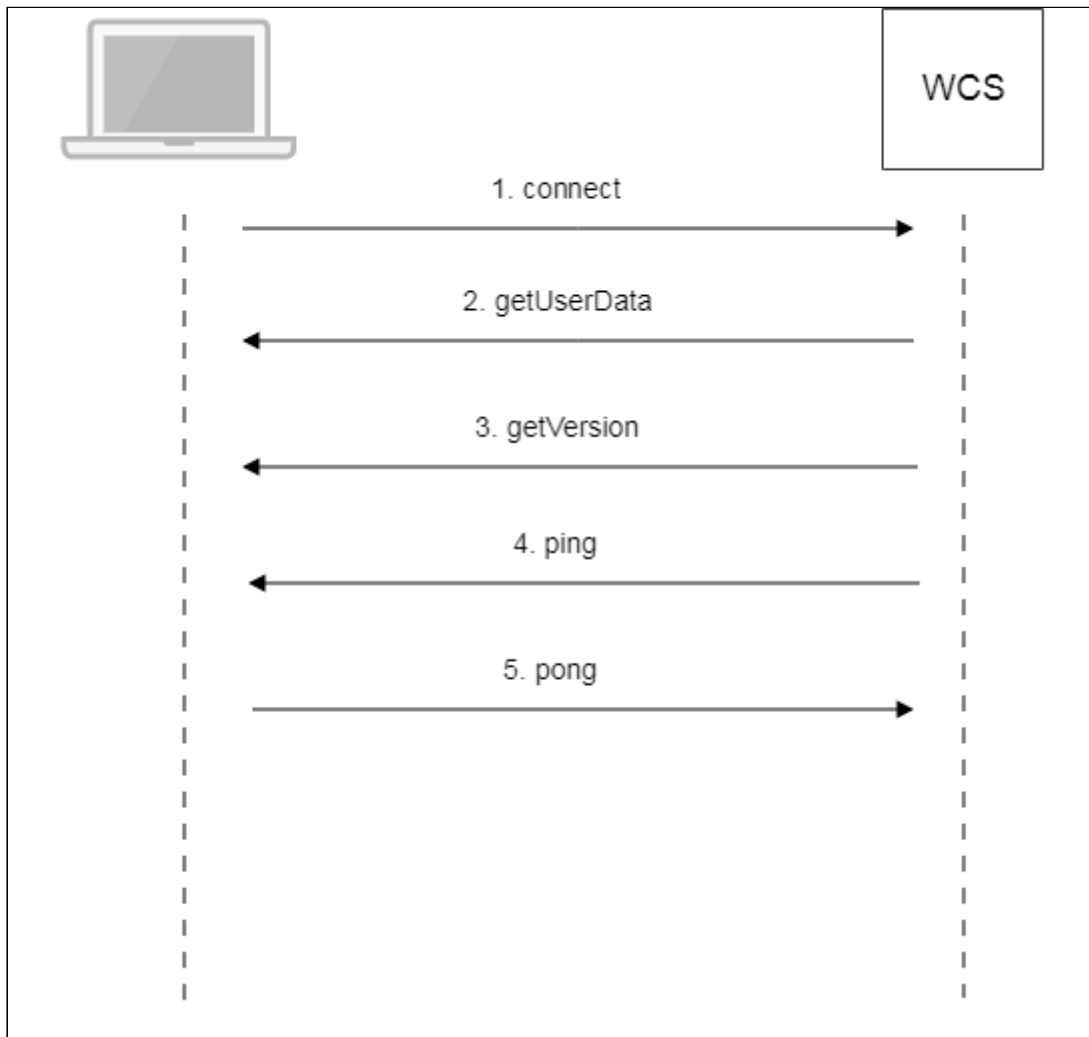 WCS
1. connect
2. getUserData
3. getVersion
4. ping
5. pong